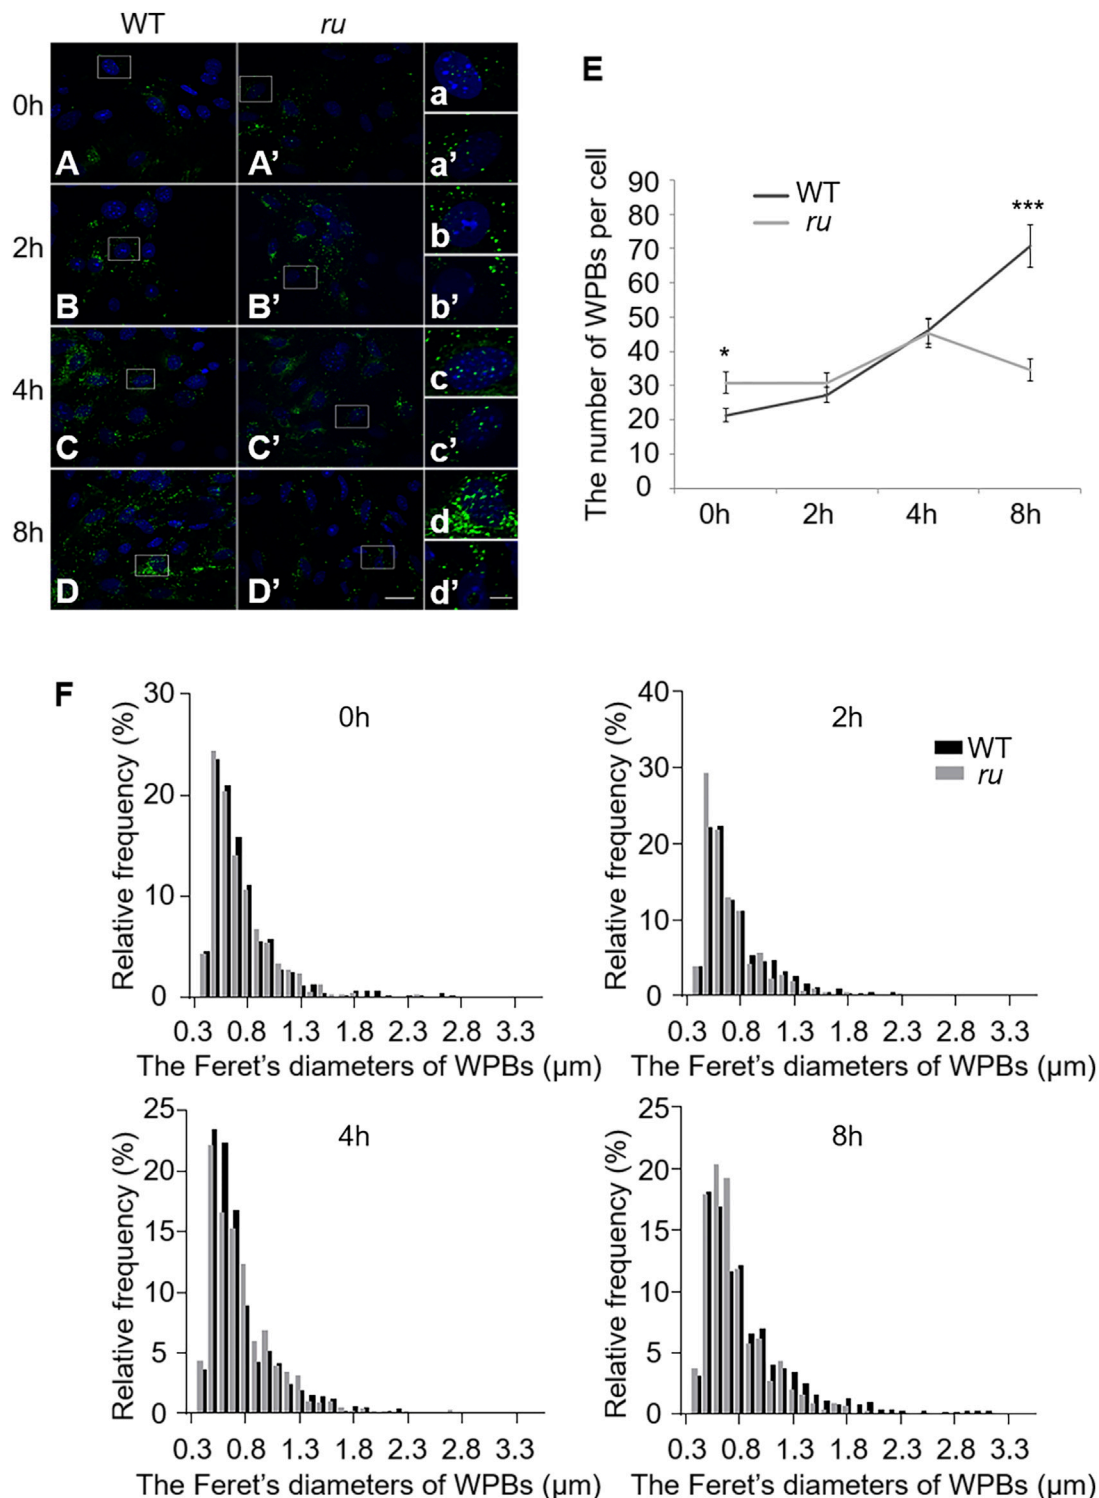 WT ru
0h
A A' a
a'
2h
B B' b
b'
4h
C C' c
c'
8h
D D' d
d'
E
The number of WPBs per cell
90
80
70
60
50
40
30
20
10
0
WT
ru
*
***
0h 2h 4h 8h
F
0h
Relative frequency (%)
30
20
10
0
0.3 0.8 1.3 1.8 2.3 2.8 3.3
The Feret's diameters of WPBs (µm)
2h
WT
ru
Relative frequency (%)
40
30
20
10
0
0.3 0.8 1.3 1.8 2.3 2.8 3.3
The Feret's diameters of WPBs (µm)
4h
Relative frequency (%)
25
20
15
10
5
0
0.3 0.8 1.3 1.8 2.3 2.8 3.3
The Feret's diameters of WPBs (µm)
8h
Relative frequency (%)
25
20
15
10
5
0
0.3 0.8 1.3 1.8 2.3 2.8 3.3
The Feret's diameters of WPBs (µm)